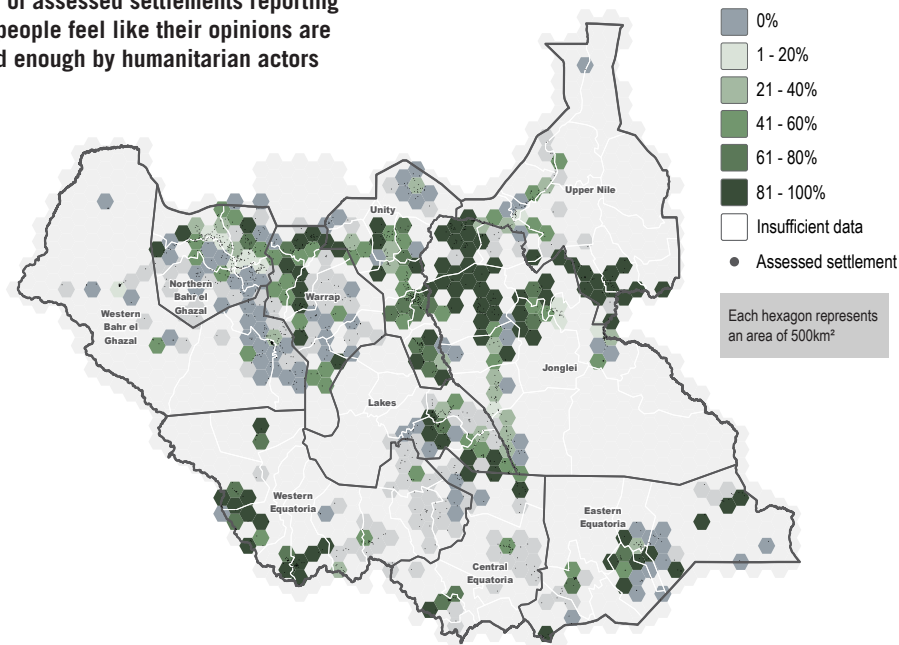 of assessed settlements reporting
people feel like their opinions are
enough by humanitarian actors
0%
1 - 20%
21 - 40%
41 - 60%
61 - 80%
81 - 100%
Insufficient data
Assessed settlement
Each hexagon represents
an area of 500km²
Upper Nile
Unity
Northern
Bahr el
Ghazal
Warrap
Western
Bahr el
Ghazal
Jonglei
Lakes
Western
Equatoria
Eastern
Equatoria
Central
Equatoria